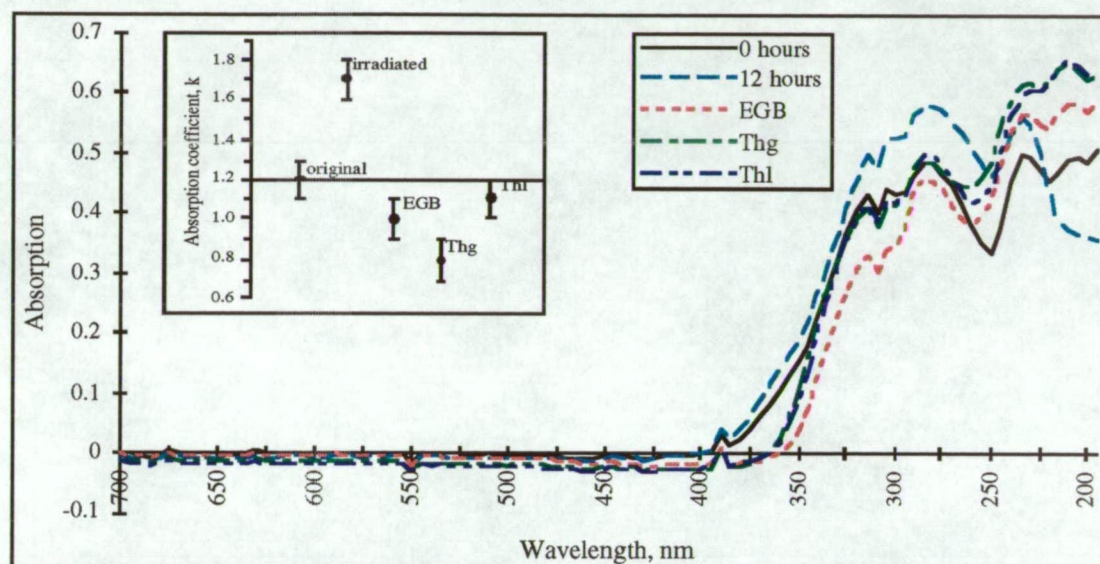 0.7
0.6
0.5
0.4
0.3
0.2
0.1
0
-0.1
Absorption
700
650
600
550
500
450
400
350
300
250
200
Wavelength, nm
1.8
1.6
1.4
1.2
1.0
0.8
0.6
Absorption coefficient, k
irradiated
original
EGB
Thg
Thl
0 hours
12 hours
EGB
Thg
Thl